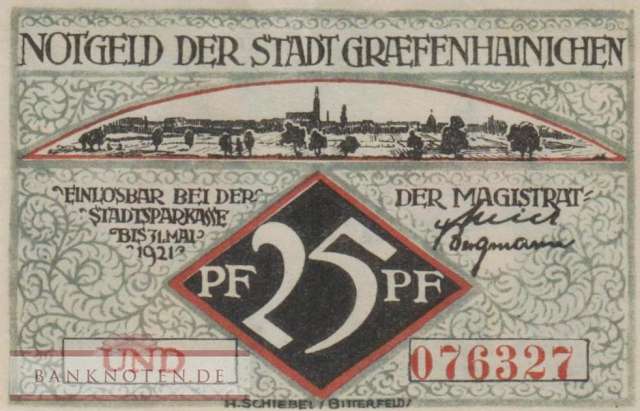 NOTGELD DER STADT GRÆFENHAINICHEN
EINLÖSBAR BEI DER
STADTSPARKASSE
BIS 31. MAI
1921
DER MAGISTRAT
Bergmann
PF 25 PF
UND
BANKNOTEN.DE
076327
H. SCHIEBEL / BITTERFELD /